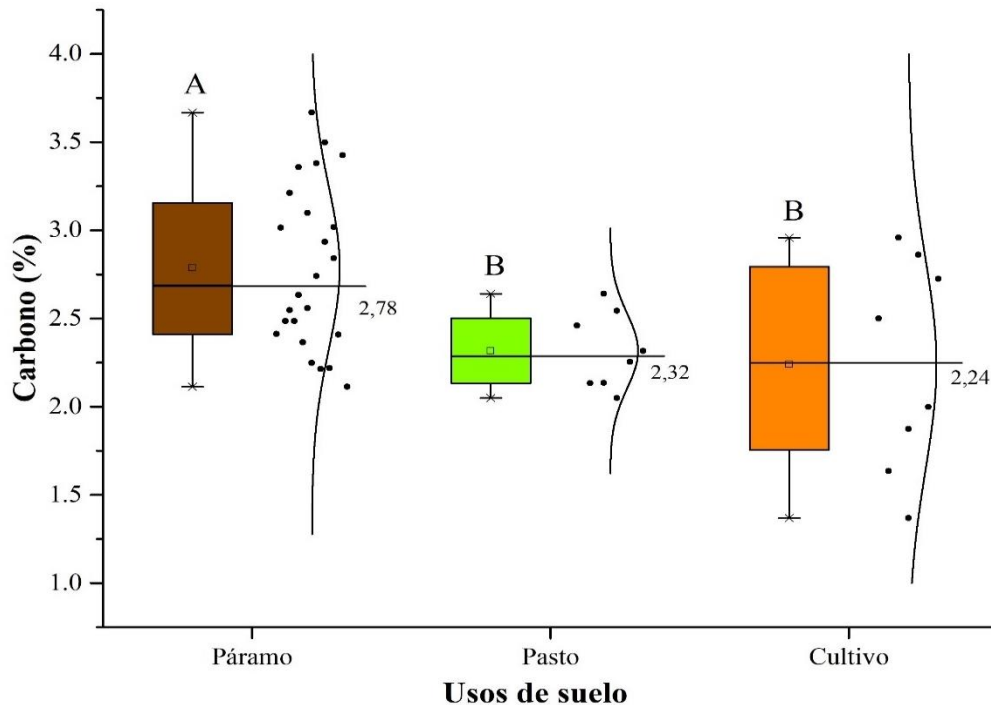 4.0
3.5
3.0
2.5
2.0
1.5
1.0
Carbono (%)
A
2,78
B
2,32
B
2,24
Páramo
Pasto
Cultivo
Usos de suelo